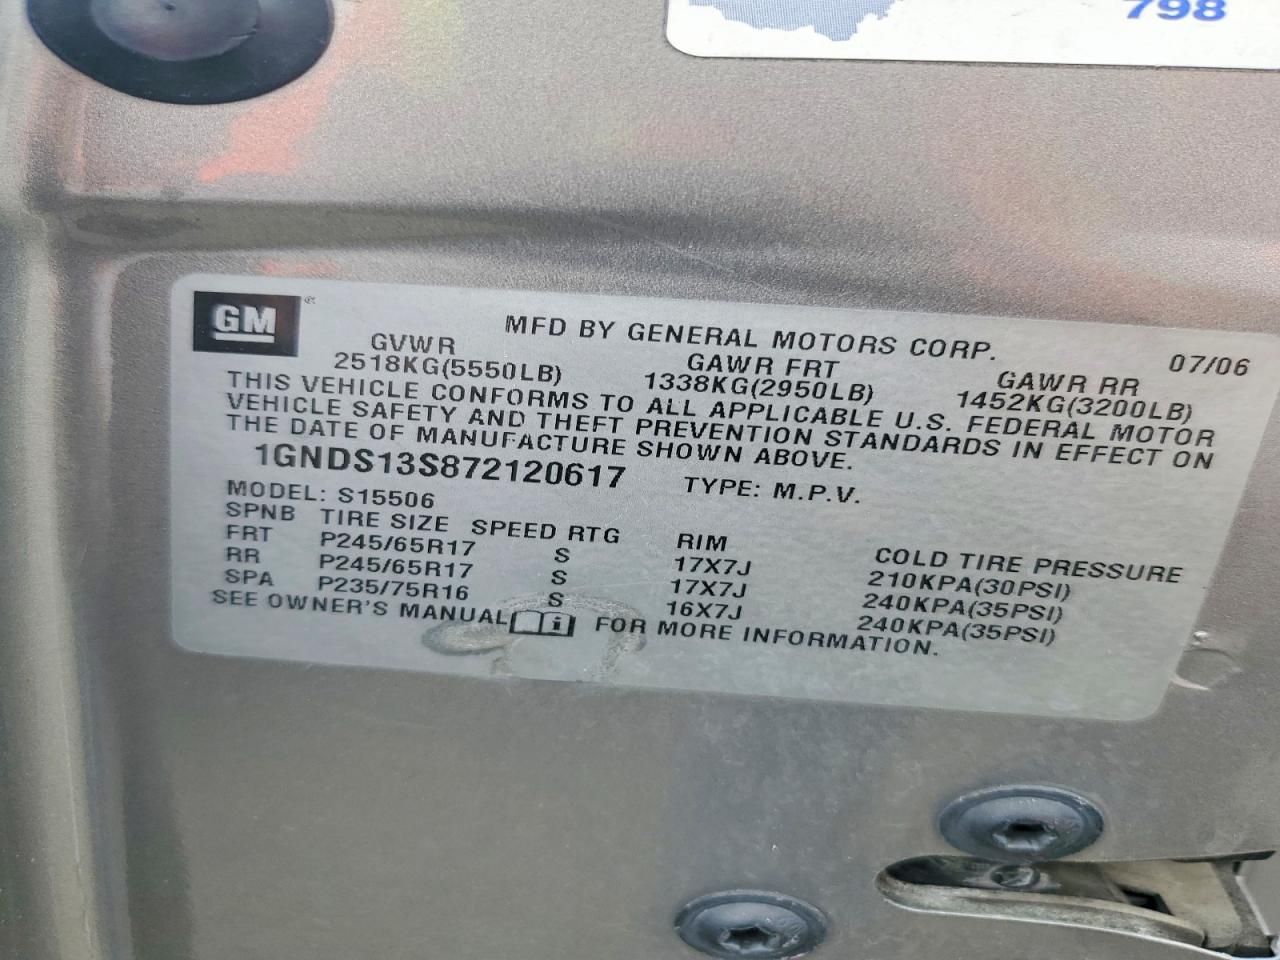 798
GM ®
MFD BY GENERAL MOTORS CORP. 07/06
GVWR GAWR FRT GAWR RR
2518KG(5550LB) 1338KG(2950LB) 1452KG(3200LB)
THIS VEHICLE CONFORMS TO ALL APPLICABLE U.S. FEDERAL MOTOR
VEHICLE SAFETY AND THEFT PREVENTION STANDARDS IN EFFECT ON
THE DATE OF MANUFACTURE SHOWN ABOVE.
1GNDS13S872120617 TYPE: M.P.V.
MODEL: S15506
SPNB TIRE SIZE SPEED RTG RIM COLD TIRE PRESSURE
FRT P245/65R17 S 17X7J 210KPA(30PSI)
RR P245/65R17 S 17X7J 240KPA(35PSI)
SPA P235/75R16 S 16X7J 240KPA(35PSI)
SEE OWNER'S MANUAL i FOR MORE INFORMATION.